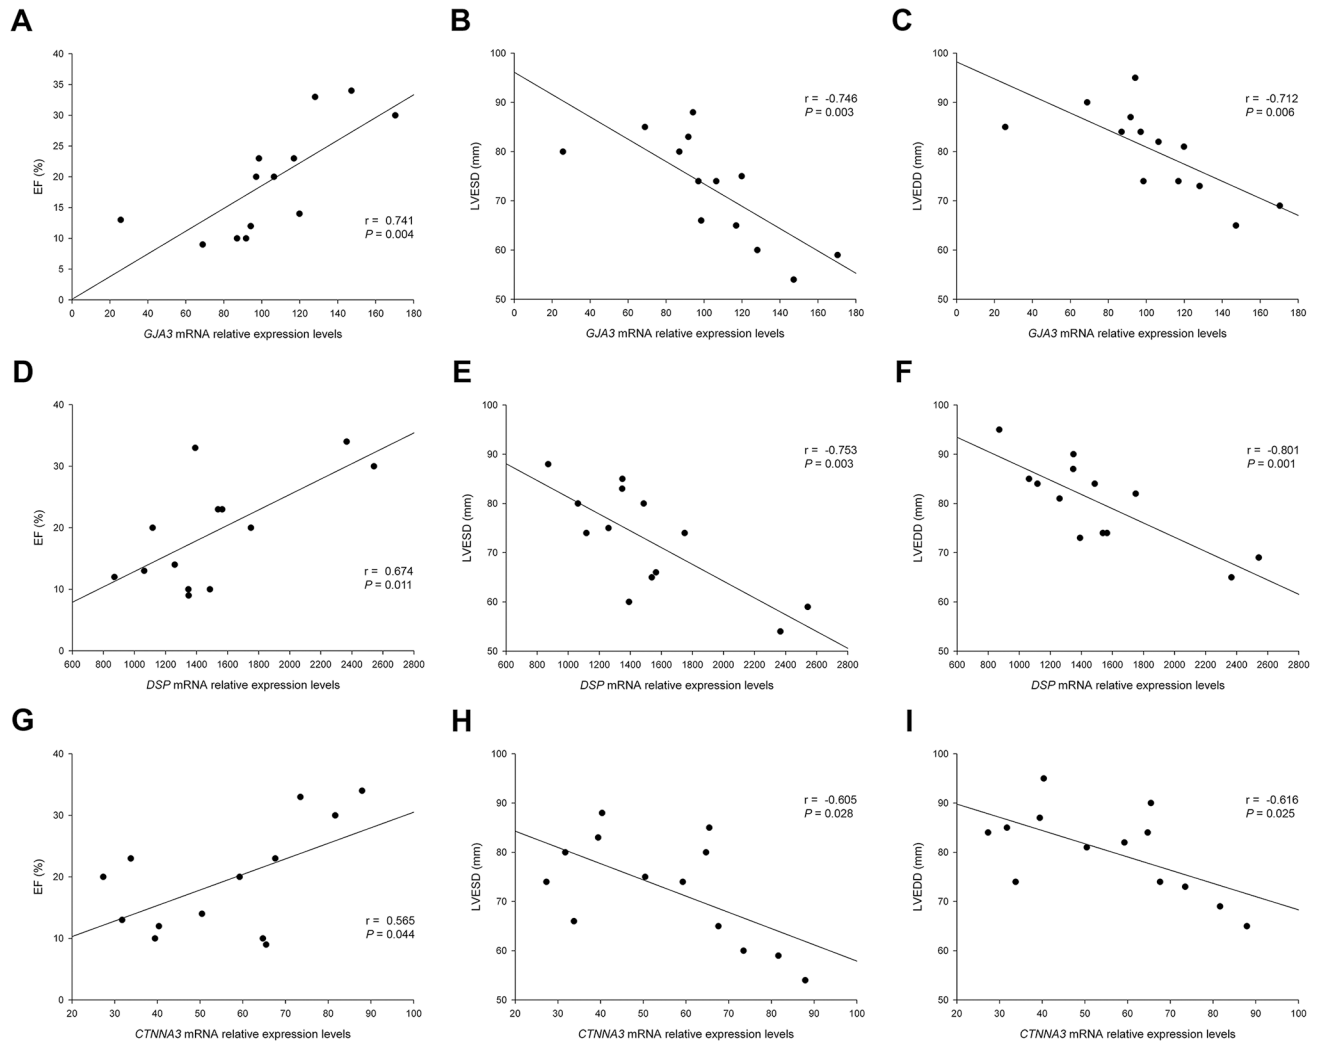 A
40
35
30
25
20
15
10
5
0
EF (%)
r = 0.741
P = 0.004
0 20 40 60 80 100 120 140 160 180
GJA3 mRNA relative expression levels
B
100
90
80
70
60
50
LVESD (mm)
r = -0.746
P = 0.003
0 20 40 60 80 100 120 140 160 180
GJA3 mRNA relative expression levels
C
100
90
80
70
60
50
LVEDD (mm)
r = -0.712
P = 0.006
0 20 40 60 80 100 120 140 160 180
GJA3 mRNA relative expression levels
D
40
30
20
10
0
EF (%)
r = 0.674
P = 0.011
600 800 1000 1200 1400 1600 1800 2000 2200 2400 2600 2800
DSP mRNA relative expression levels
E
100
90
80
70
60
50
LVESD (mm)
r = -0.753
P = 0.003
600 800 1000 1200 1400 1600 1800 2000 2200 2400 2600 2800
DSP mRNA relative expression levels
F
100
90
80
70
60
50
LVEDD (mm)
r = -0.801
P = 0.001
600 800 1000 1200 1400 1600 1800 2000 2200 2400 2600 2800
DSP mRNA relative expression levels
G
40
30
20
10
0
EF (%)
r = 0.565
P = 0.044
20 30 40 50 60 70 80 90 100
CTNNA3 mRNA relative expression levels
H
100
90
80
70
60
50
LVESD (mm)
r = -0.605
P = 0.028
20 30 40 50 60 70 80 90 100
CTNNA3 mRNA relative expression levels
I
100
90
80
70
60
50
LVEDD (mm)
r = -0.616
P = 0.025
20 30 40 50 60 70 80 90 100
CTNNA3 mRNA relative expression levels